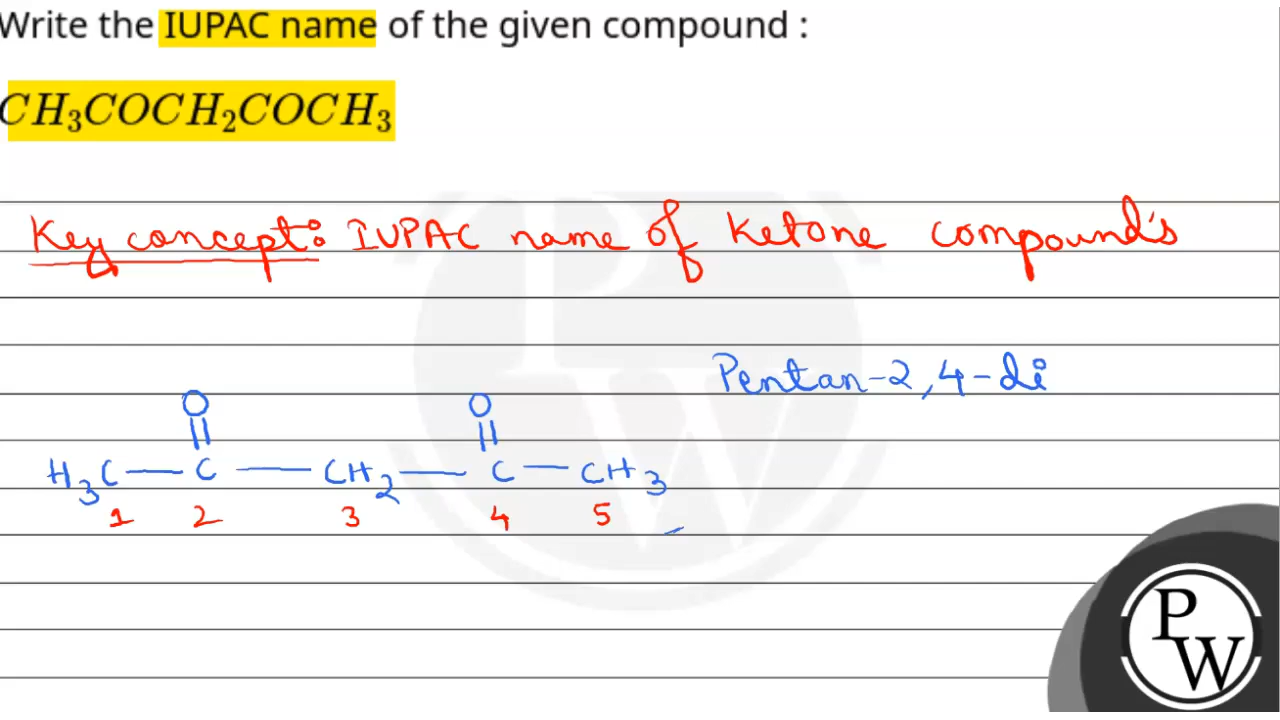 Write the IUPAC name of the given compound :
CH₃COCH₂COCH₃
Key concept: IUPAC name of Ketone compound's
Pentan-2,4-di
O O
|| ||
H₃C — C — CH₂ — C — CH₃
1 2 3 4 5
PW
PW